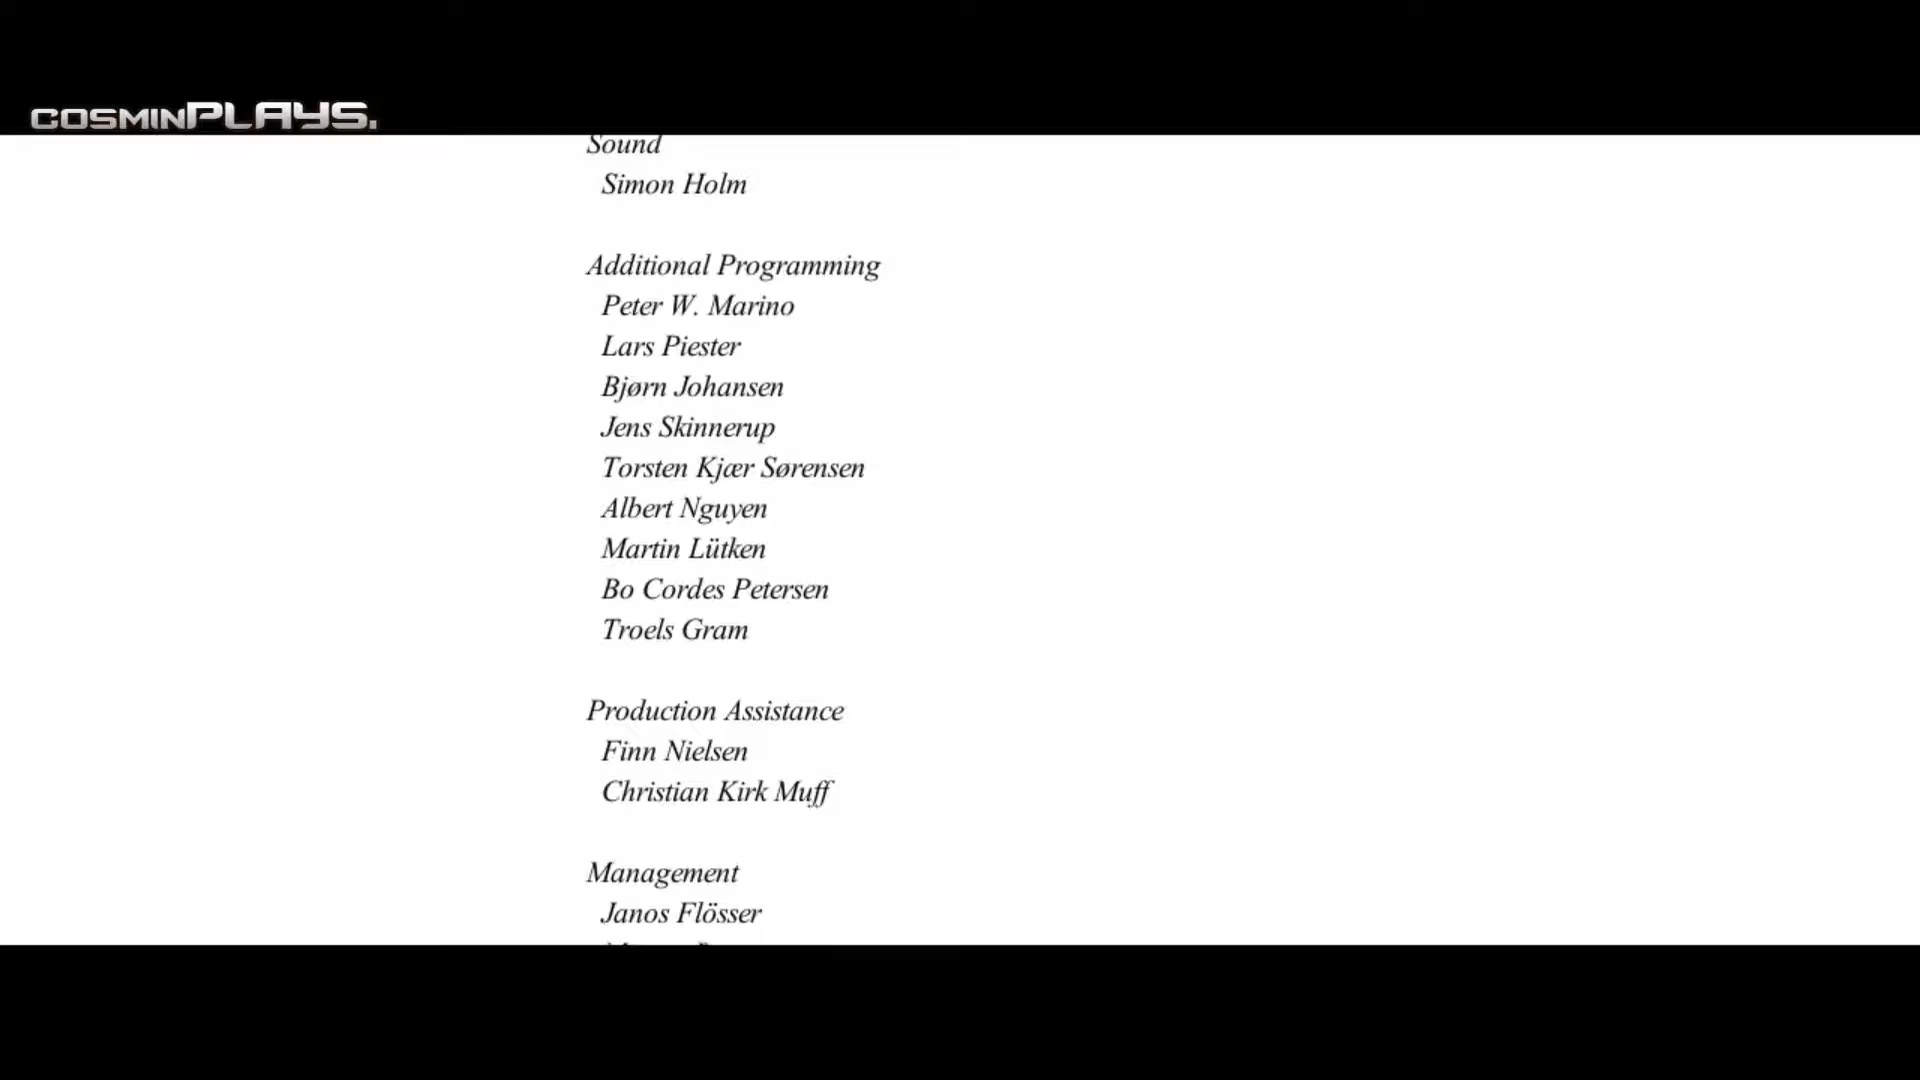 COSMINPLAYS.
Sound
Simon Holm
Additional Programming
Peter W. Marino
Lars Piester
Bjørn Johansen
Jens Skinnerup
Torsten Kjær Sørensen
Albert Nguyen
Martin Lütken
Bo Cordes Petersen
Troels Gram
Production Assistance
Finn Nielsen
Christian Kirk Muff
Management
Janos Flösser